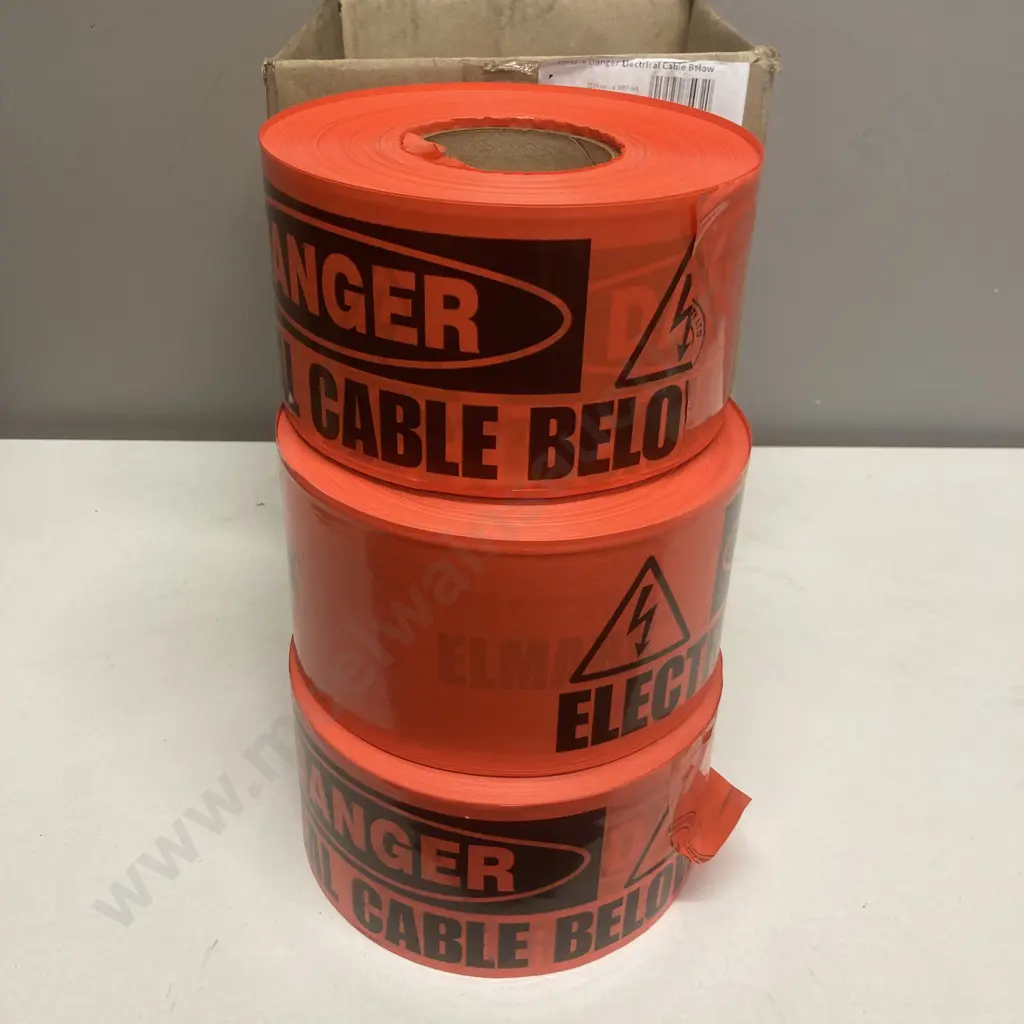 Danger Electrical Cable Below
ANGER
D
L CABLE BELO
ELMA
ELECT
ANGER
D
L CABLE BELO